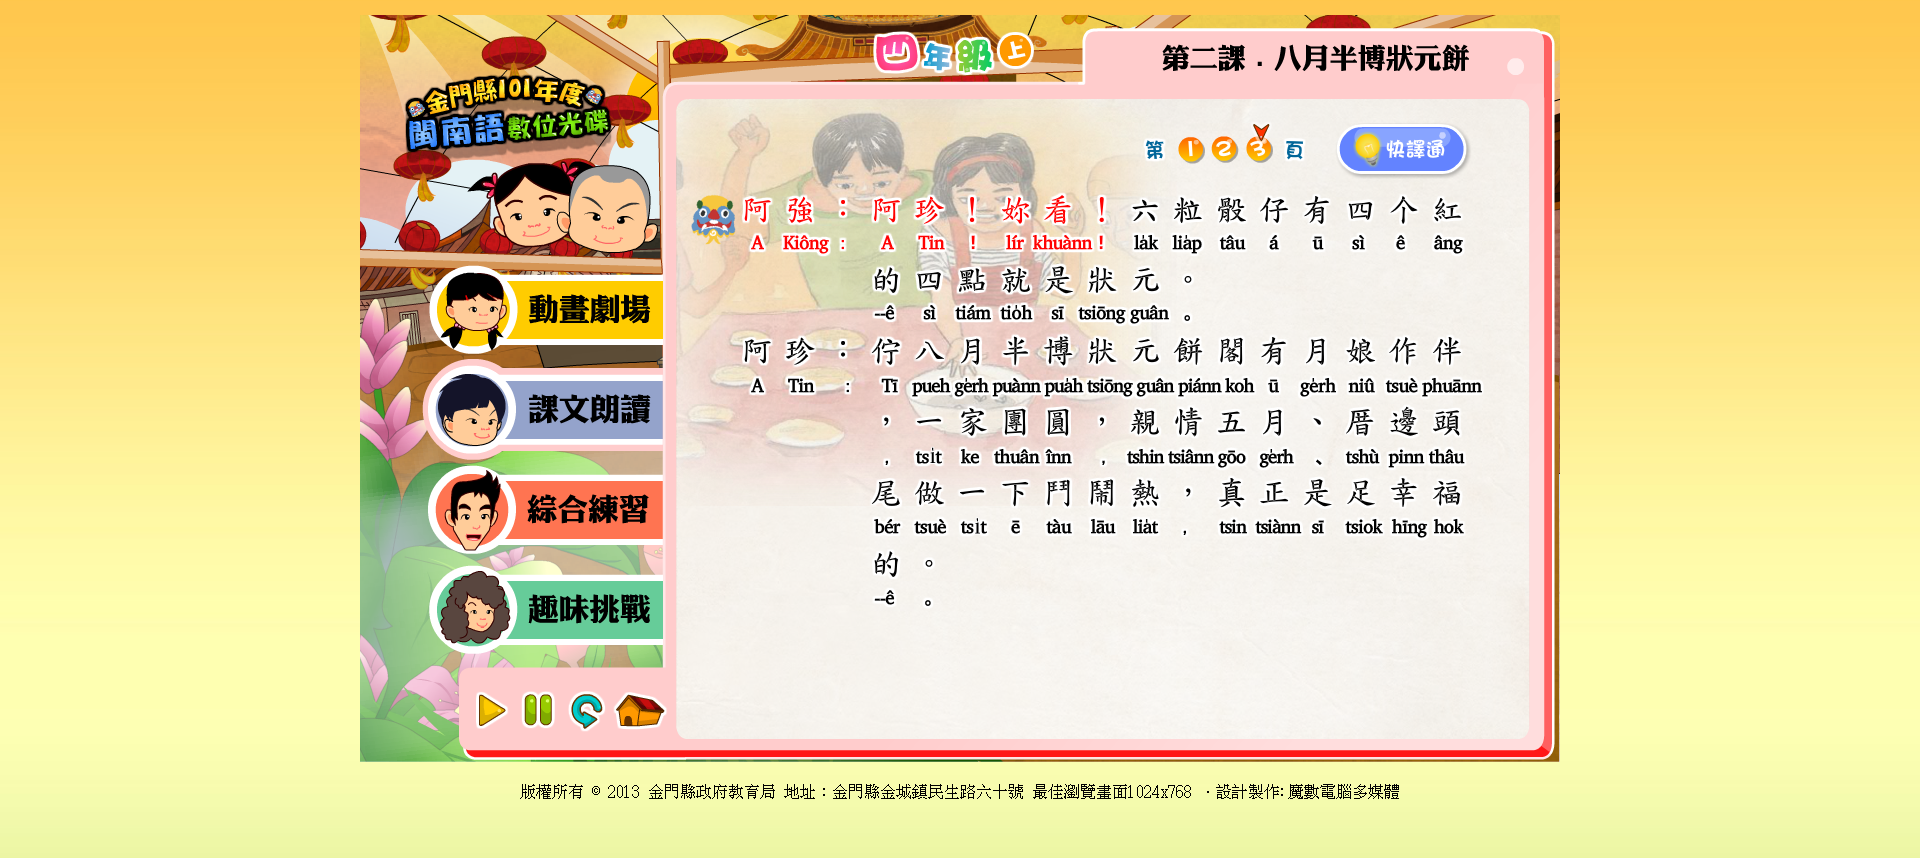 金門縣101年度
閩南語數位光碟
四年級上
第二課．八月半博狀元餅
第 1 2 3 頁
快譯通
阿強：阿珍！妳看！六粒骰仔有四个紅
A Kiông : A Tin ! lír khuànn ! la̍k lia̍p tâu á ū sì ê âng
的四點就是狀元。
--ê sì tiám tio̍h sī tsiōng guân 。
阿珍：佇八月半博狀元餅閣有月娘作伴
A Tin : Tī pueh ge̍rh puànn pua̍h tsiōng guân piánn koh ū ge̍rh niû tsuè phuānn
，一家團圓，親情五月、厝邊頭
, tsi̍t ke thuân înn , tshin tsiânn gōo ge̍rh 、 tshù pinn thâu
尾做一下鬥鬧熱，真正是足幸福
bér tsuè tsi̍t ē tàu lāu lia̍t , tsin tsiànn sī tsiok hīng hok
的。
--ê 。
動畫劇場
課文朗讀
綜合練習
趣味挑戰
版權所有 © 2013 金門縣政府教育局 地址：金門縣金城鎮民生路六十號 最佳瀏覽畫面1024x768 ．設計製作: 魔數電腦多媒體